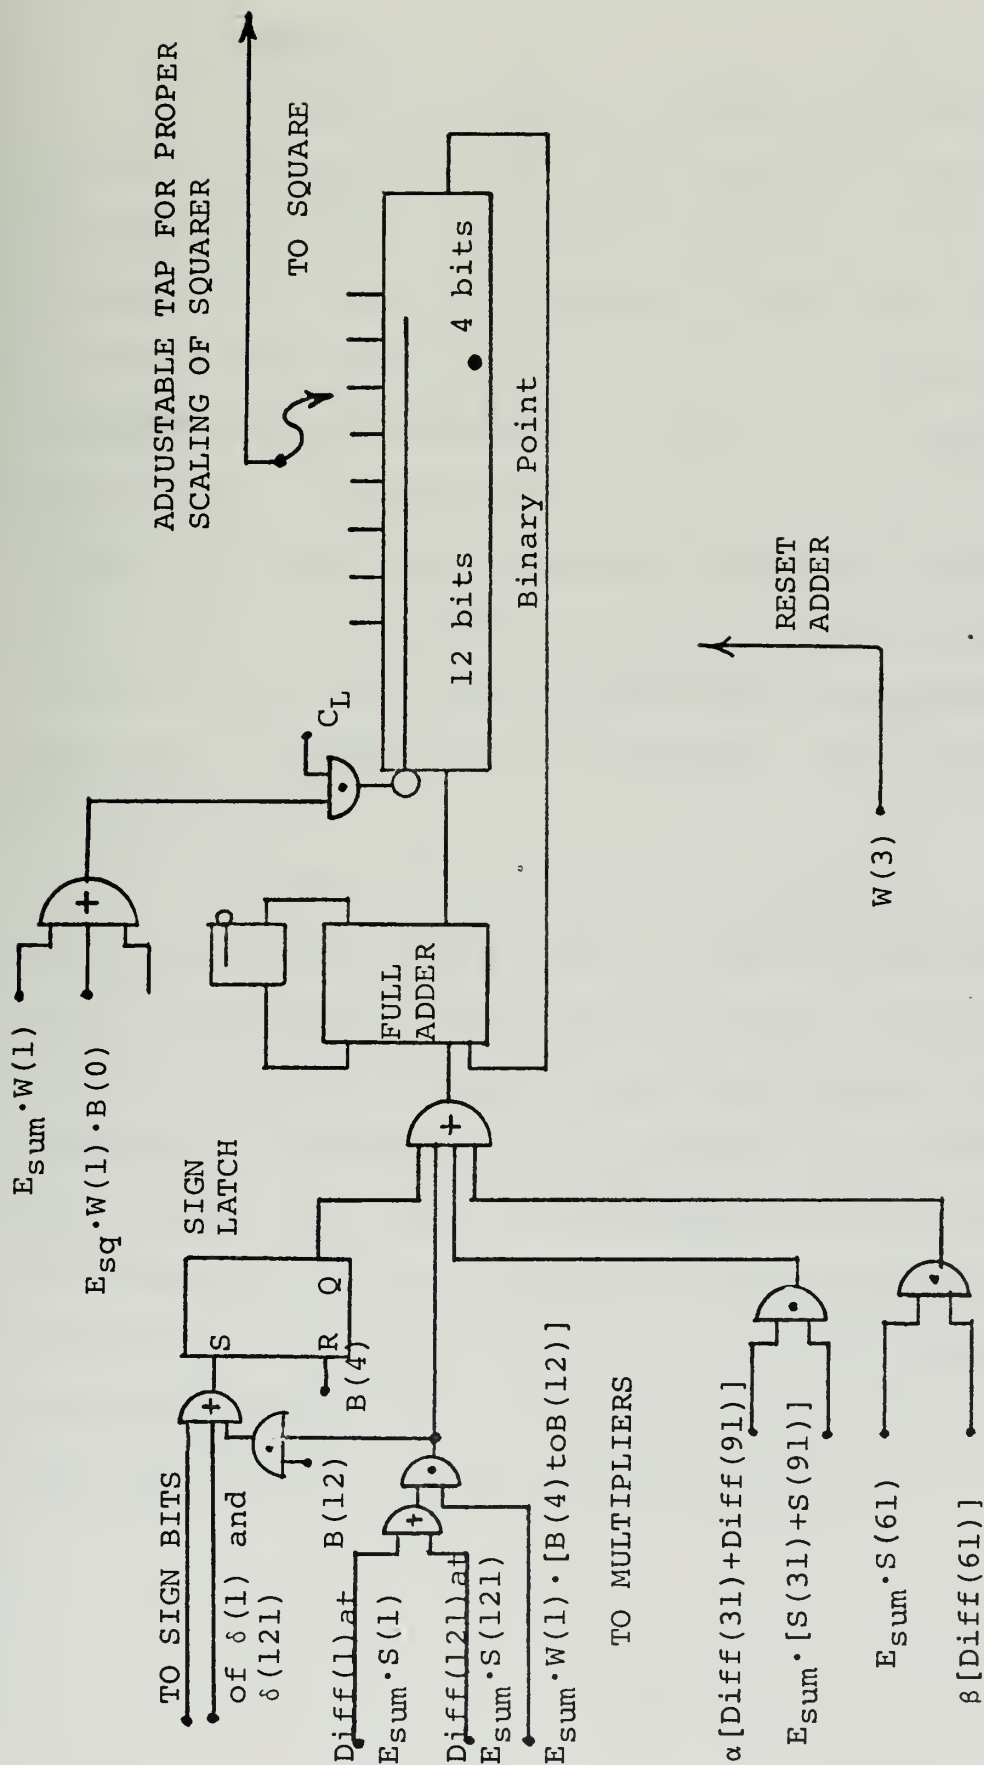 ADJUSTABLE TAP FOR PROPER
SCALING OF SQUARER
TO SQUARE
E_sum·W(1)
E_sq·W(1)·B(0)
+
C_L
·
12 bits
4 bits
Binary Point
FULL
ADDER
+
SIGN
LATCH
S
R
Q
B(4)
TO SIGN BITS
of δ(1) and
δ(121)
+
·
B(12)
Diff(1)at
E_sum·S(1)
Diff(121)at
E_sum·S(121)
+
·
E_sum·W(1)·[B(4)toB(12)]
TO MULTIPLIERS
α[Diff(31)+Diff(91)]
E_sum·[S(31)+S(91)]
·
E_sum·S(61)
β[Diff(61)]
·
RESET
ADDER
W(3)